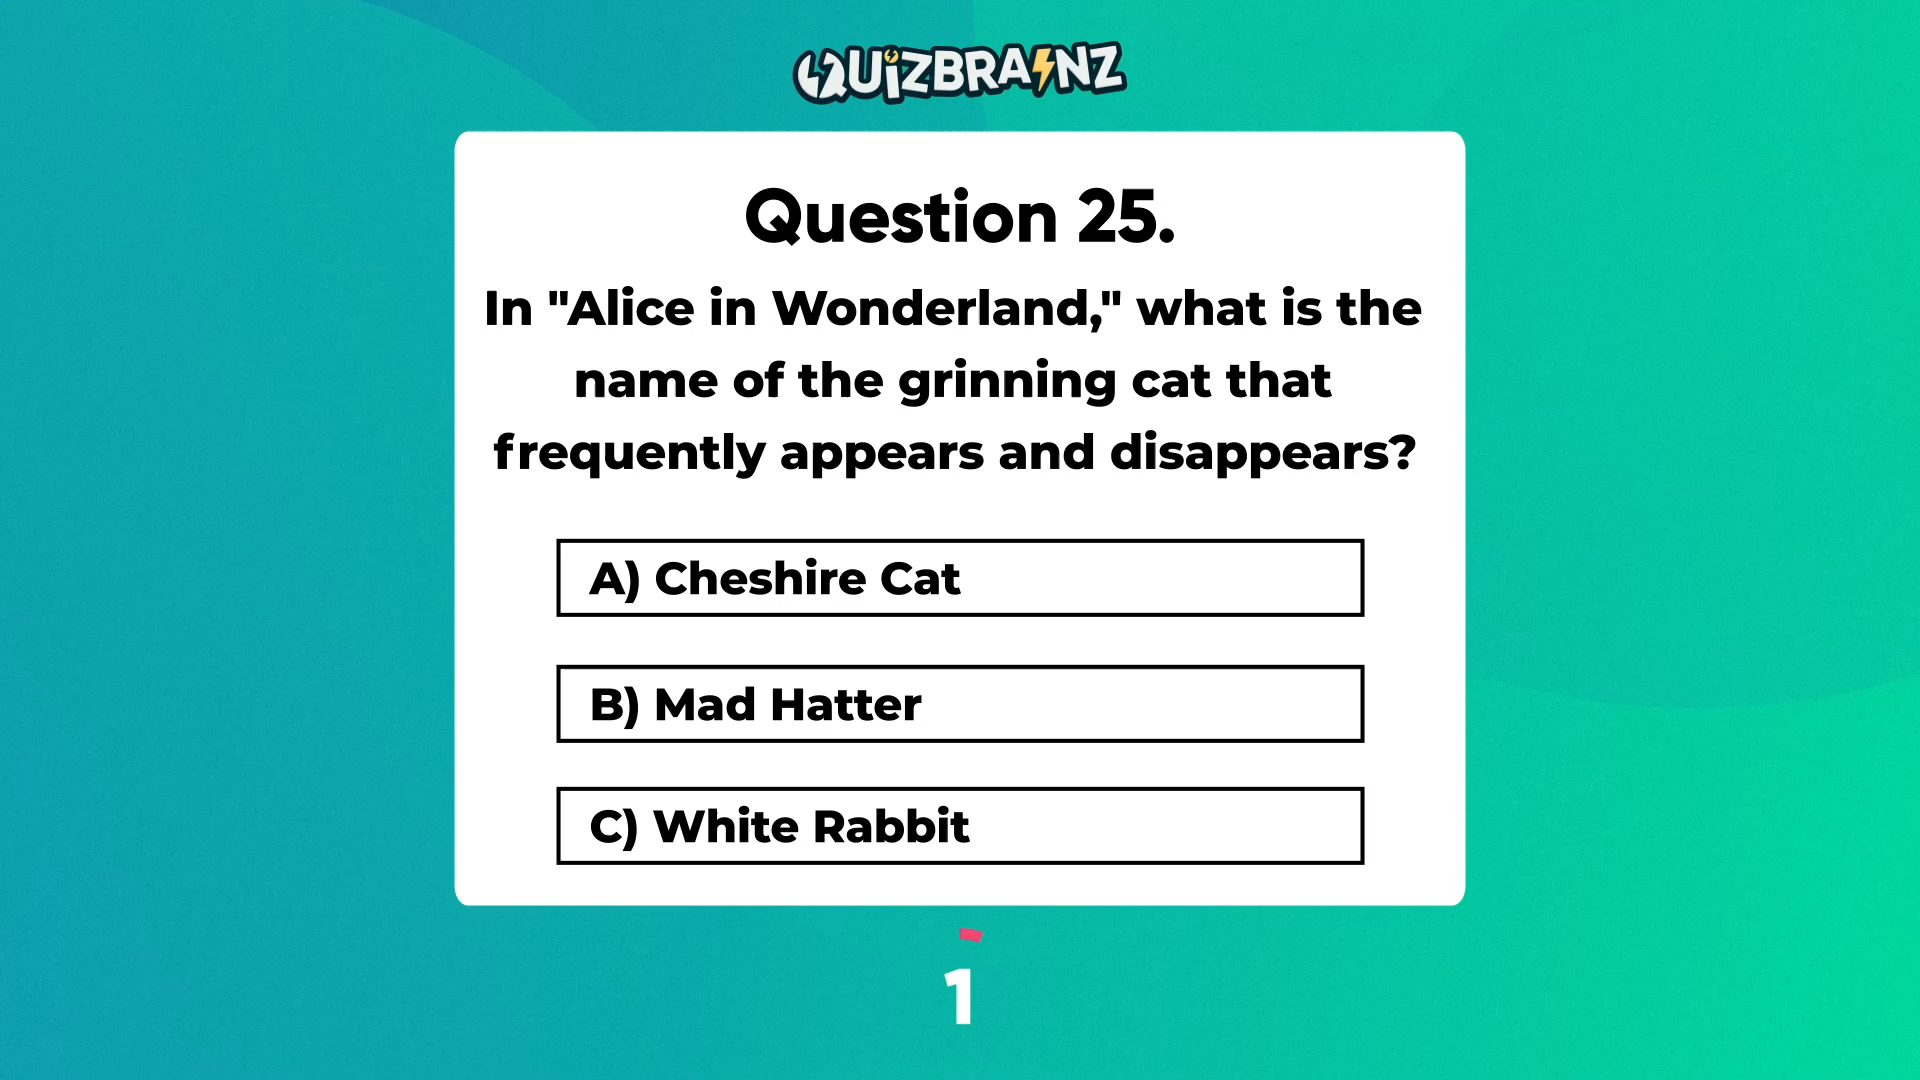 QUIZBRAINZ
Question 25.
In "Alice in Wonderland," what is the
name of the grinning cat that
frequently appears and disappears?
A) Cheshire Cat
B) Mad Hatter
C) White Rabbit
1